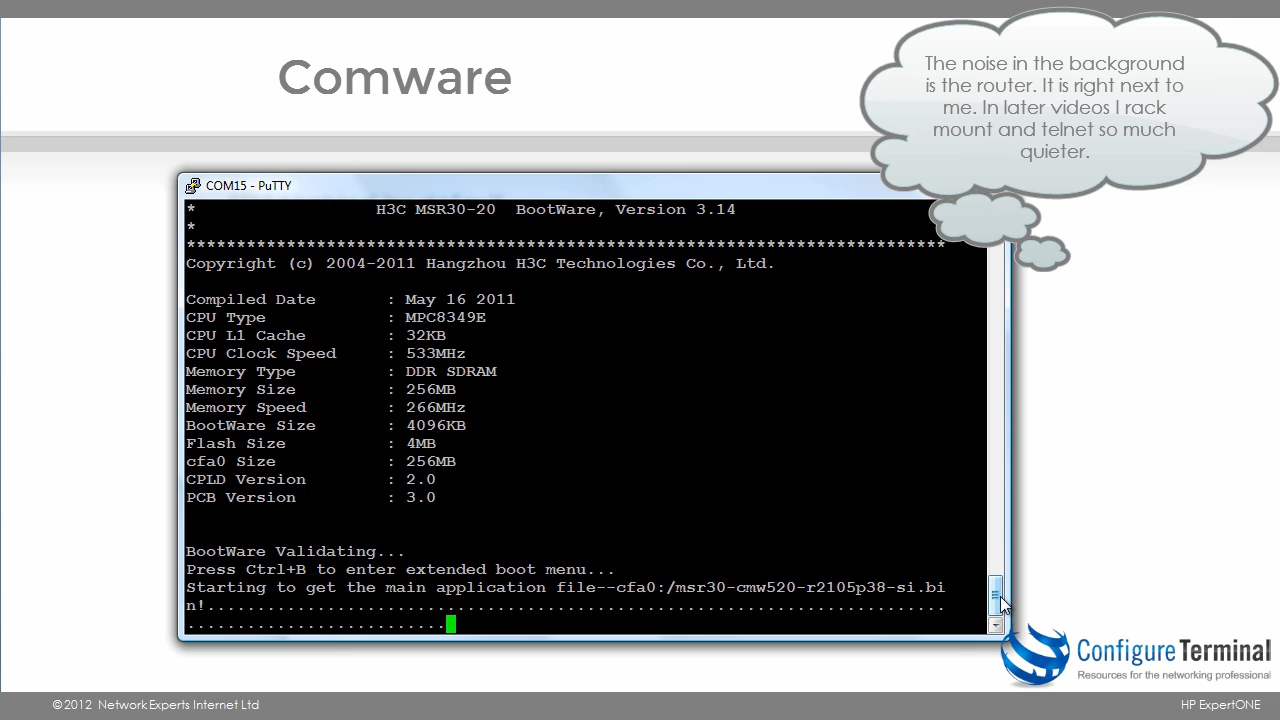 Comware
The noise in the background
is the router. It is right next to
me. In later videos I rack
mount and telnet so much
quieter.
COM15 - PuTTY
* H3C MSR30-20 BootWare, Version 3.14
*
****************************************************************************
Copyright (c) 2004-2011 Hangzhou H3C Technologies Co., Ltd.
Compiled Date : May 16 2011
CPU Type : MPC8349E
CPU L1 Cache : 32KB
CPU Clock Speed : 533MHz
Memory Type : DDR SDRAM
Memory Size : 256MB
Memory Speed : 266MHz
BootWare Size : 4096KB
Flash Size : 4MB
cfa0 Size : 256MB
CPLD Version : 2.0
PCB Version : 3.0
BootWare Validating...
Press Ctrl+B to enter extended boot menu...
Starting to get the main application file--cfa0:/msr30-cmw520-r2105p38-si.bi
n!..........................................................................
..........................
Configure Terminal
Resources for the networking professional
©2012 Network Experts Internet Ltd
HP ExpertONE